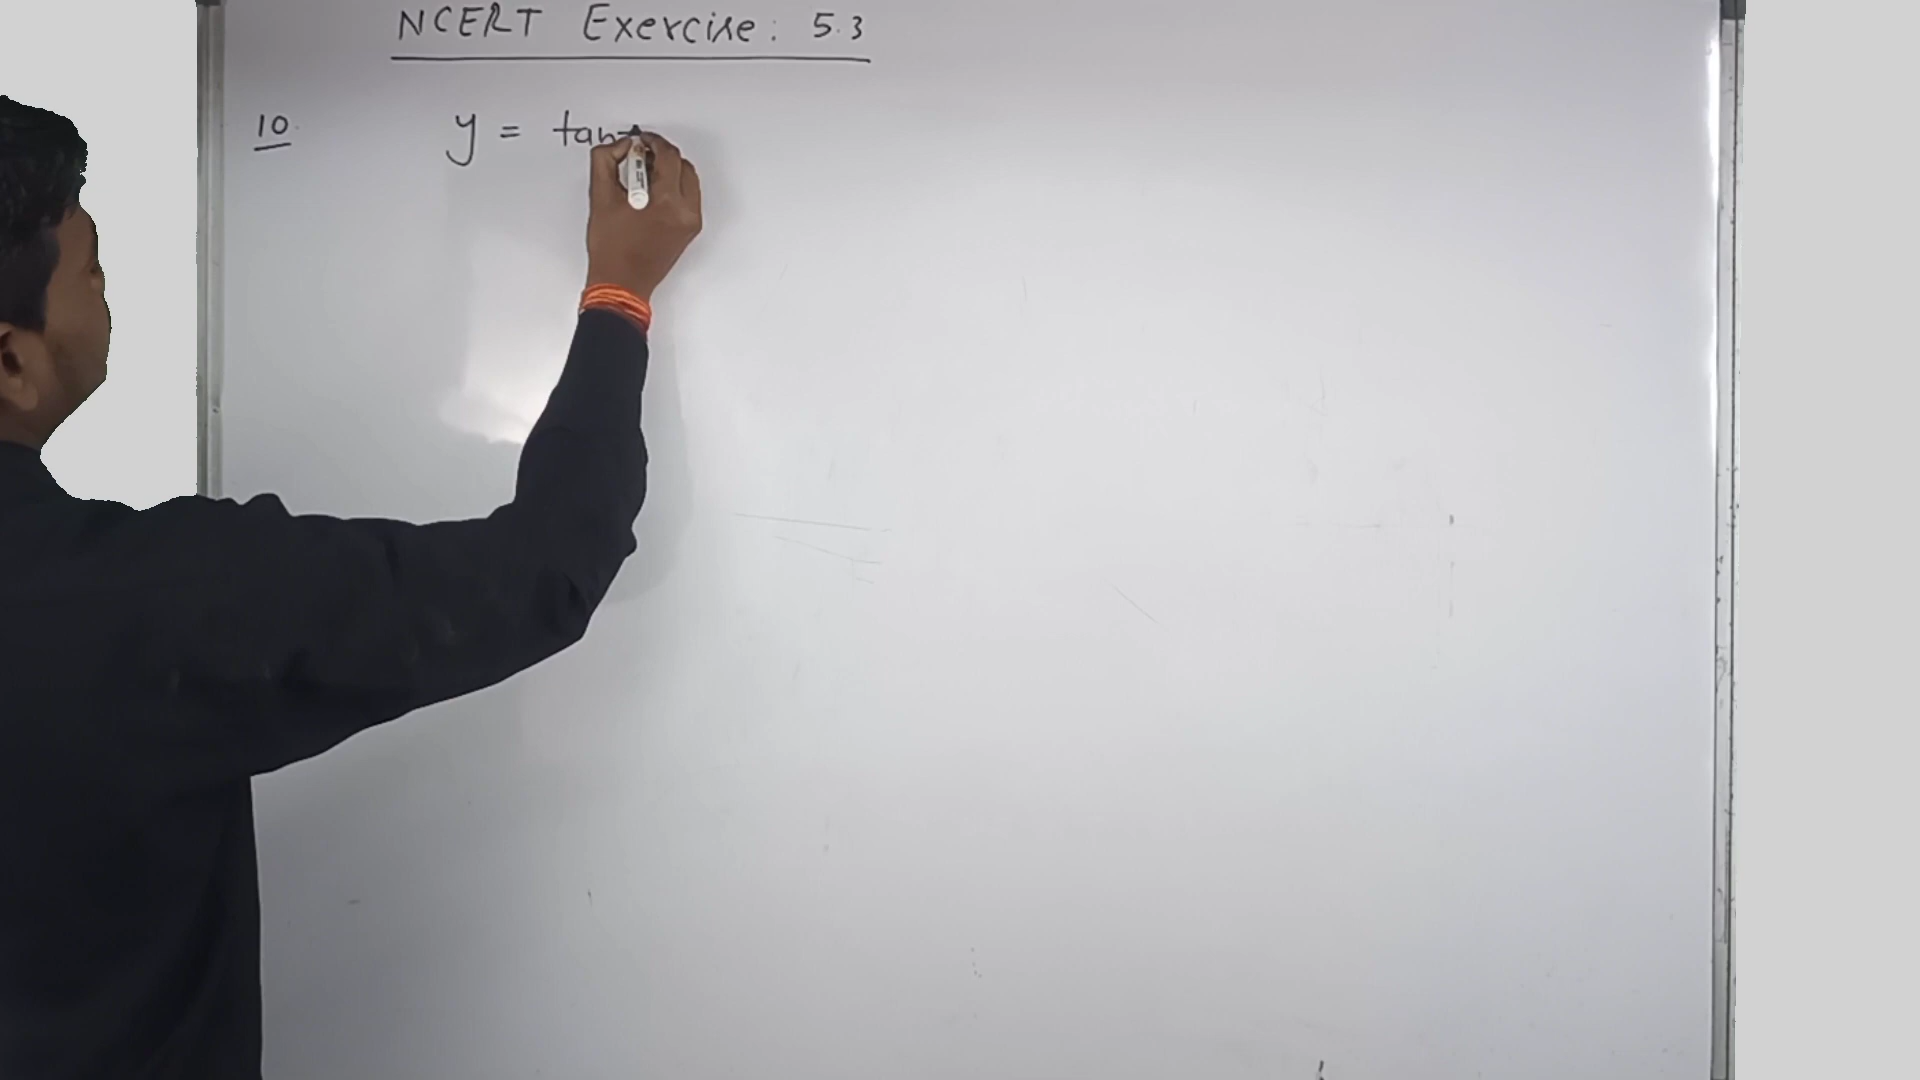 NCERT Exercise: 5.3
10. y = tan